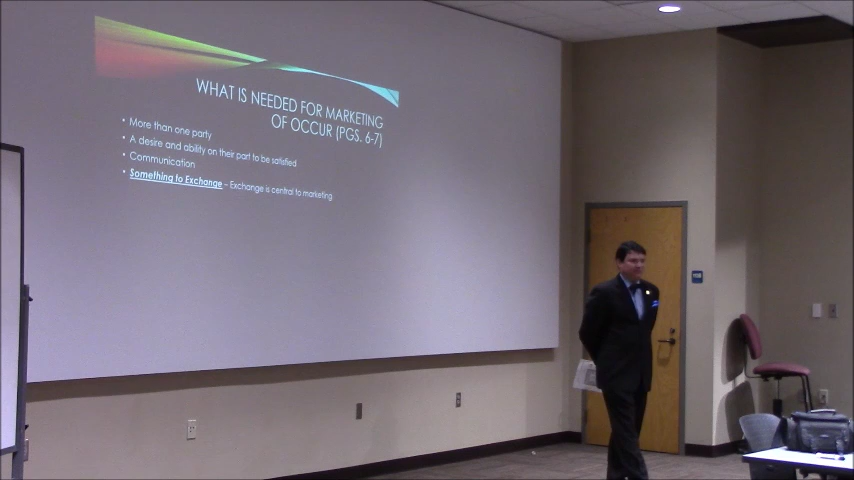 WHAT IS NEEDED FOR MARKETING
OF OCCUR (PGS. 6-7)
• More than one party
• A desire and ability on their part to be satisfied
• Communication
• Something to Exchange – Exchange is central to marketing